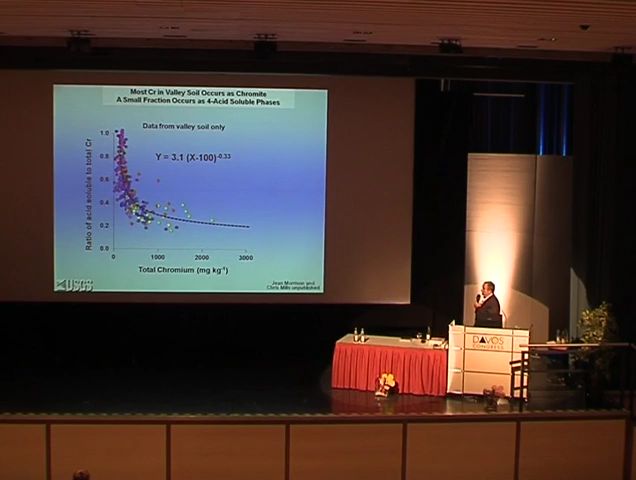 Most Cr in Valley Soil Occurs as Chromite
A Small Fraction Occurs as 4-Acid Soluble Phases
Data from valley soil only
Y = 3.1 (X-100)-0.33
Ratio of acid soluble to total Cr
1.0
0.8
0.6
0.4
0.2
0.0
0
1000
2000
3000
Total Chromium (mg kg-1)
USGS
Jean Morrison and
Chris Mills unpublished
DAVOS
CONGRESS